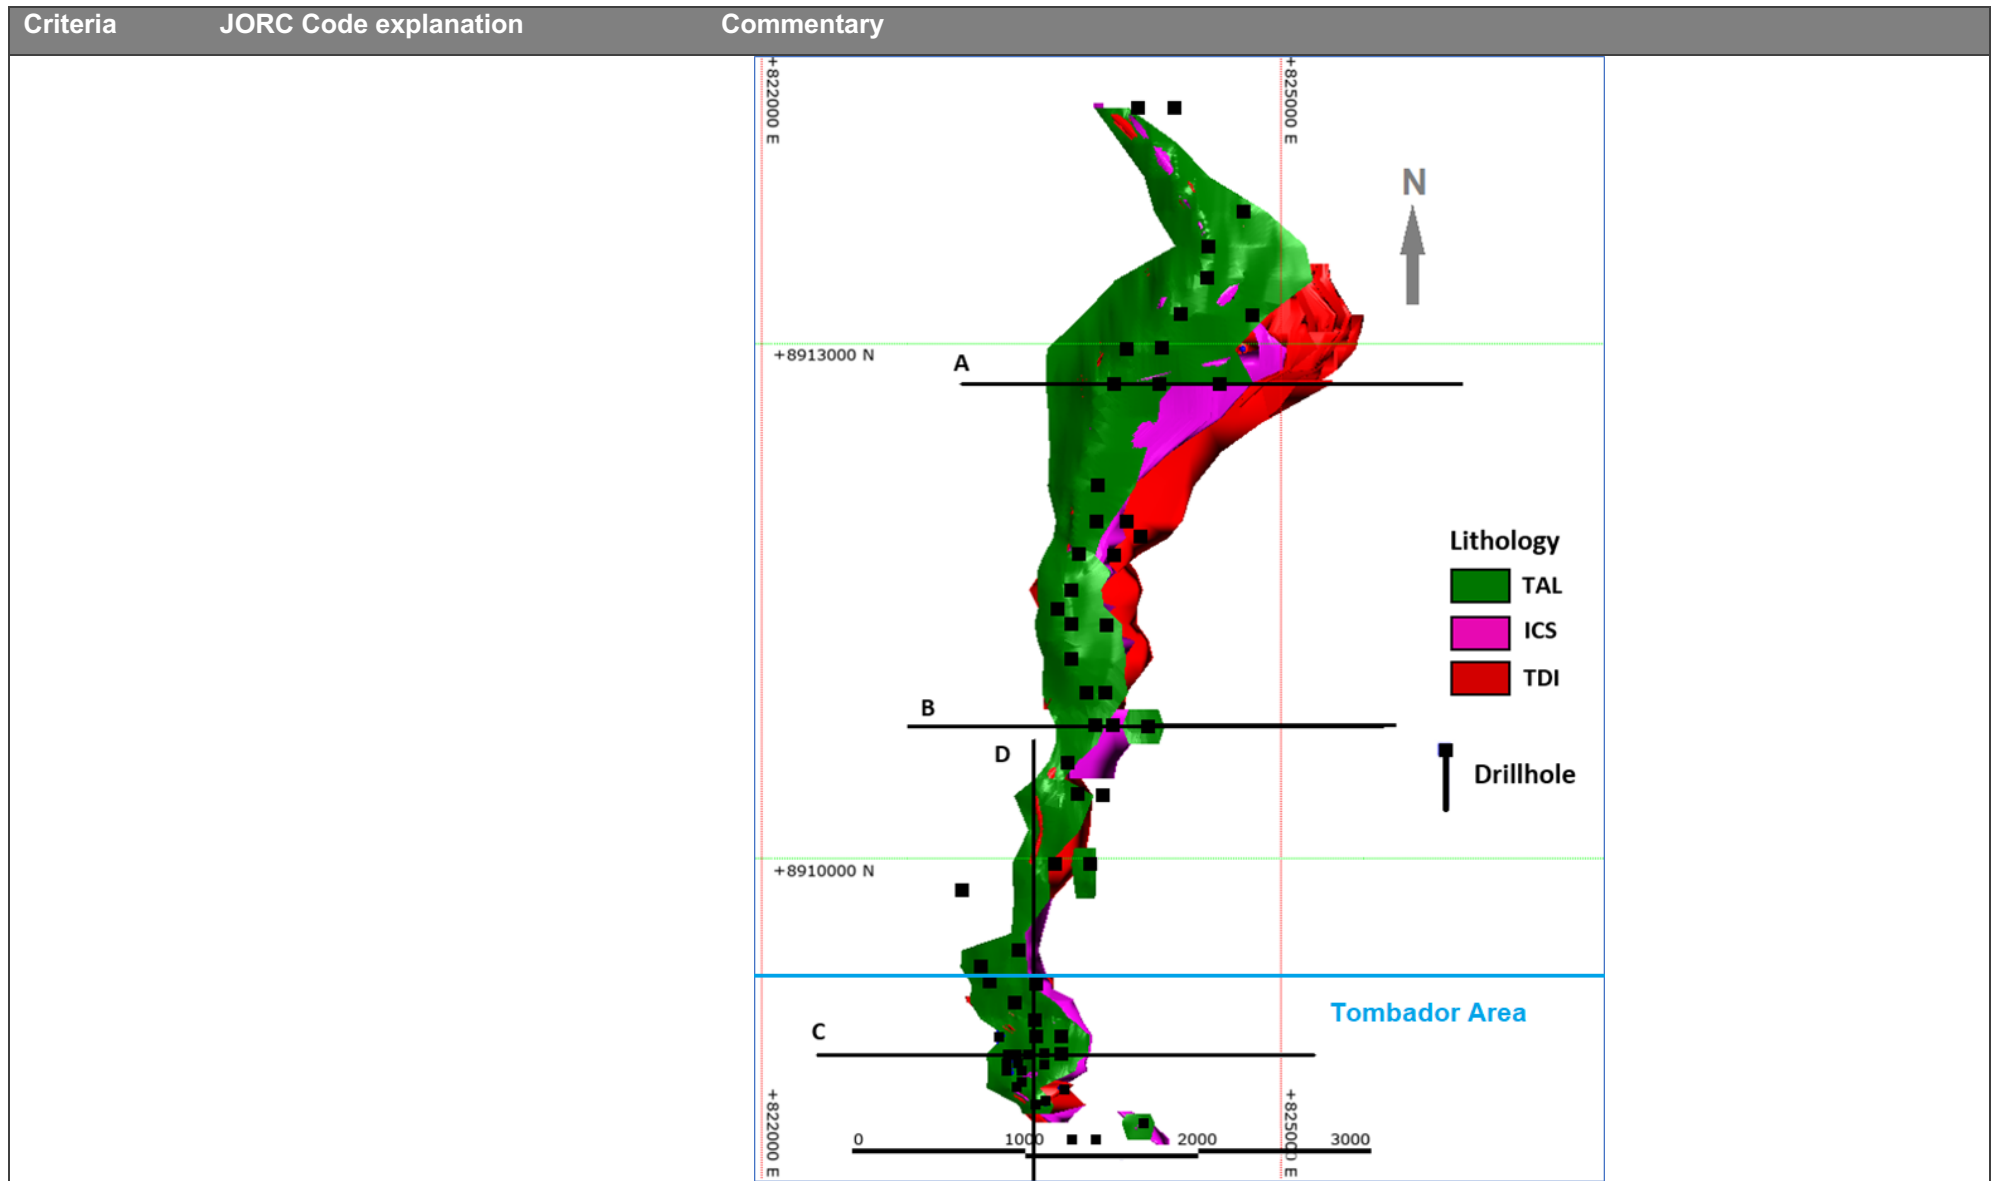 Criteria JORC Code explanation Commentary
+822000 E
+825000 E
N
+8913000 N
A
Lithology
TAL
ICS
TDI
B
D
Drillhole
+8910000 N
Tombador Area
C
+822000 E
+825000 E
0 1000 2000 3000